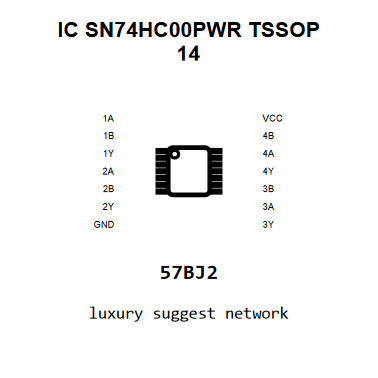 IC SN74HC00PWR TSSOP
14
1A VCC
1B 4B
1Y 4A
2A 4Y
2B 3B
2Y 3A
GND 3Y
57BJ2
luxury suggest network